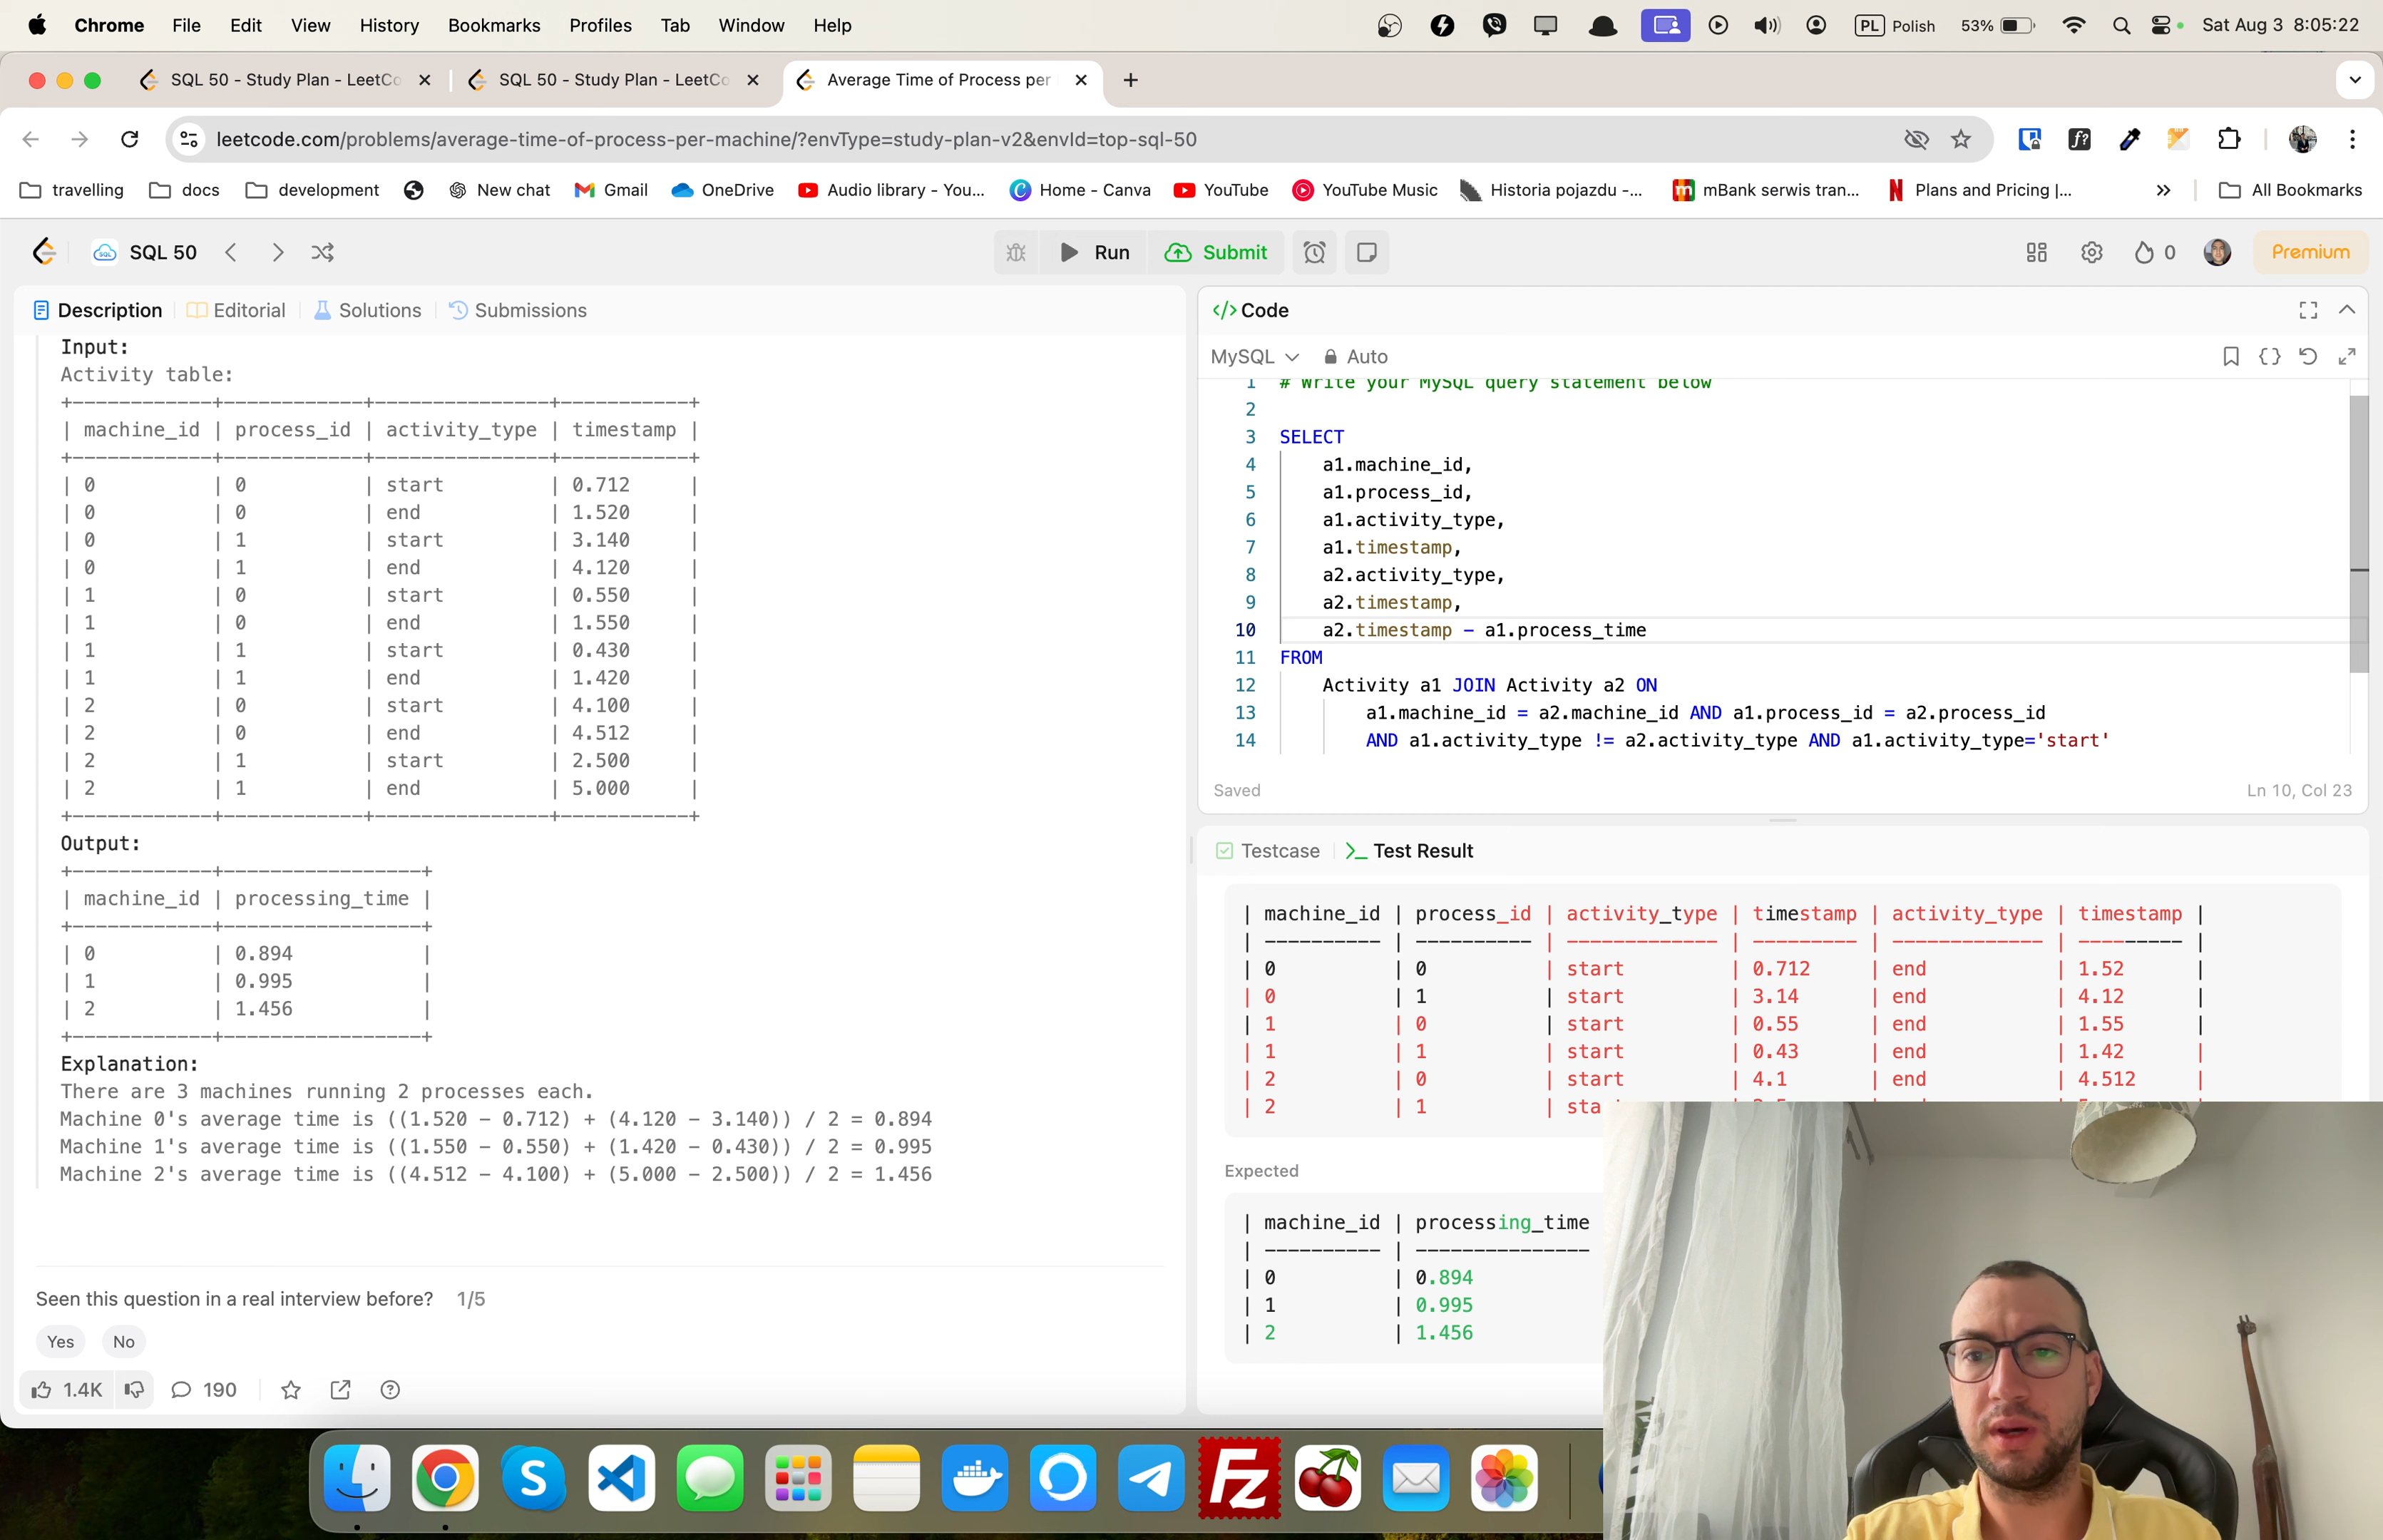 Chrome File Edit View History Bookmarks Profiles Tab Window Help PL Polish 53% Sat Aug 3 8:05:22
SQL 50 - Study Plan - LeetCo SQL 50 - Study Plan - LeetCo Average Time of Process per
leetcode.com/problems/average-time-of-process-per-machine/?envType=study-plan-v2&envId=top-sql-50
travelling docs development New chat Gmail OneDrive Audio library - You... Home - Canva YouTube YouTube Music Historia pojazdu -... mBank serwis tran... Plans and Pricing |... » All Bookmarks
SQL 50 Run Submit 0 Premium
Description Editorial Solutions Submissions
Input:
Activity table:
+------------+------------+---------------+-----------+
| machine_id | process_id | activity_type | timestamp |
+------------+------------+---------------+-----------+
| 0 | 0 | start | 0.712 |
| 0 | 0 | end | 1.520 |
| 0 | 1 | start | 3.140 |
| 0 | 1 | end | 4.120 |
| 1 | 0 | start | 0.550 |
| 1 | 0 | end | 1.550 |
| 1 | 1 | start | 0.430 |
| 1 | 1 | end | 1.420 |
| 2 | 0 | start | 4.100 |
| 2 | 0 | end | 4.512 |
| 2 | 1 | start | 2.500 |
| 2 | 1 | end | 5.000 |
+------------+------------+---------------+-----------+
Output:
+------------+-----------------+
| machine_id | processing_time |
+------------+-----------------+
| 0 | 0.894 |
| 1 | 0.995 |
| 2 | 1.456 |
+------------+-----------------+
Explanation:
There are 3 machines running 2 processes each.
Machine 0's average time is ((1.520 - 0.712) + (4.120 - 3.140)) / 2 = 0.894
Machine 1's average time is ((1.550 - 0.550) + (1.420 - 0.430)) / 2 = 0.995
Machine 2's average time is ((4.512 - 4.100) + (5.000 - 2.500)) / 2 = 1.456
Seen this question in a real interview before? 1/5
Yes No
1.4K 190
</> Code
MySQL Auto
1 # Write your MySQL query statement below
2
3 SELECT
4 a1.machine_id,
5 a1.process_id,
6 a1.activity_type,
7 a1.timestamp,
8 a2.activity_type,
9 a2.timestamp,
10 a2.timestamp - a1.process_time
11 FROM
12 Activity a1 JOIN Activity a2 ON
13 a1.machine_id = a2.machine_id AND a1.process_id = a2.process_id
14 AND a1.activity_type != a2.activity_type AND a1.activity_type='start'
Saved Ln 10, Col 23
Testcase >_ Test Result
| machine_id | process_id | activity_type | timestamp | activity_type | timestamp |
| ---------- | ---------- | ------------- | --------- | ------------- | --------- |
| 0 | 0 | start | 0.712 | end | 1.52 |
| 0 | 1 | start | 3.14 | end | 4.12 |
| 1 | 0 | start | 0.55 | end | 1.55 |
| 1 | 1 | start | 0.43 | end | 1.42 |
| 2 | 0 | start | 4.1 | end | 4.512 |
| 2 | 1 | sta
Expected
| machine_id | processing_time
| ---------- | ---------------
| 0 | 0.894
| 1 | 0.995
| 2 | 1.456